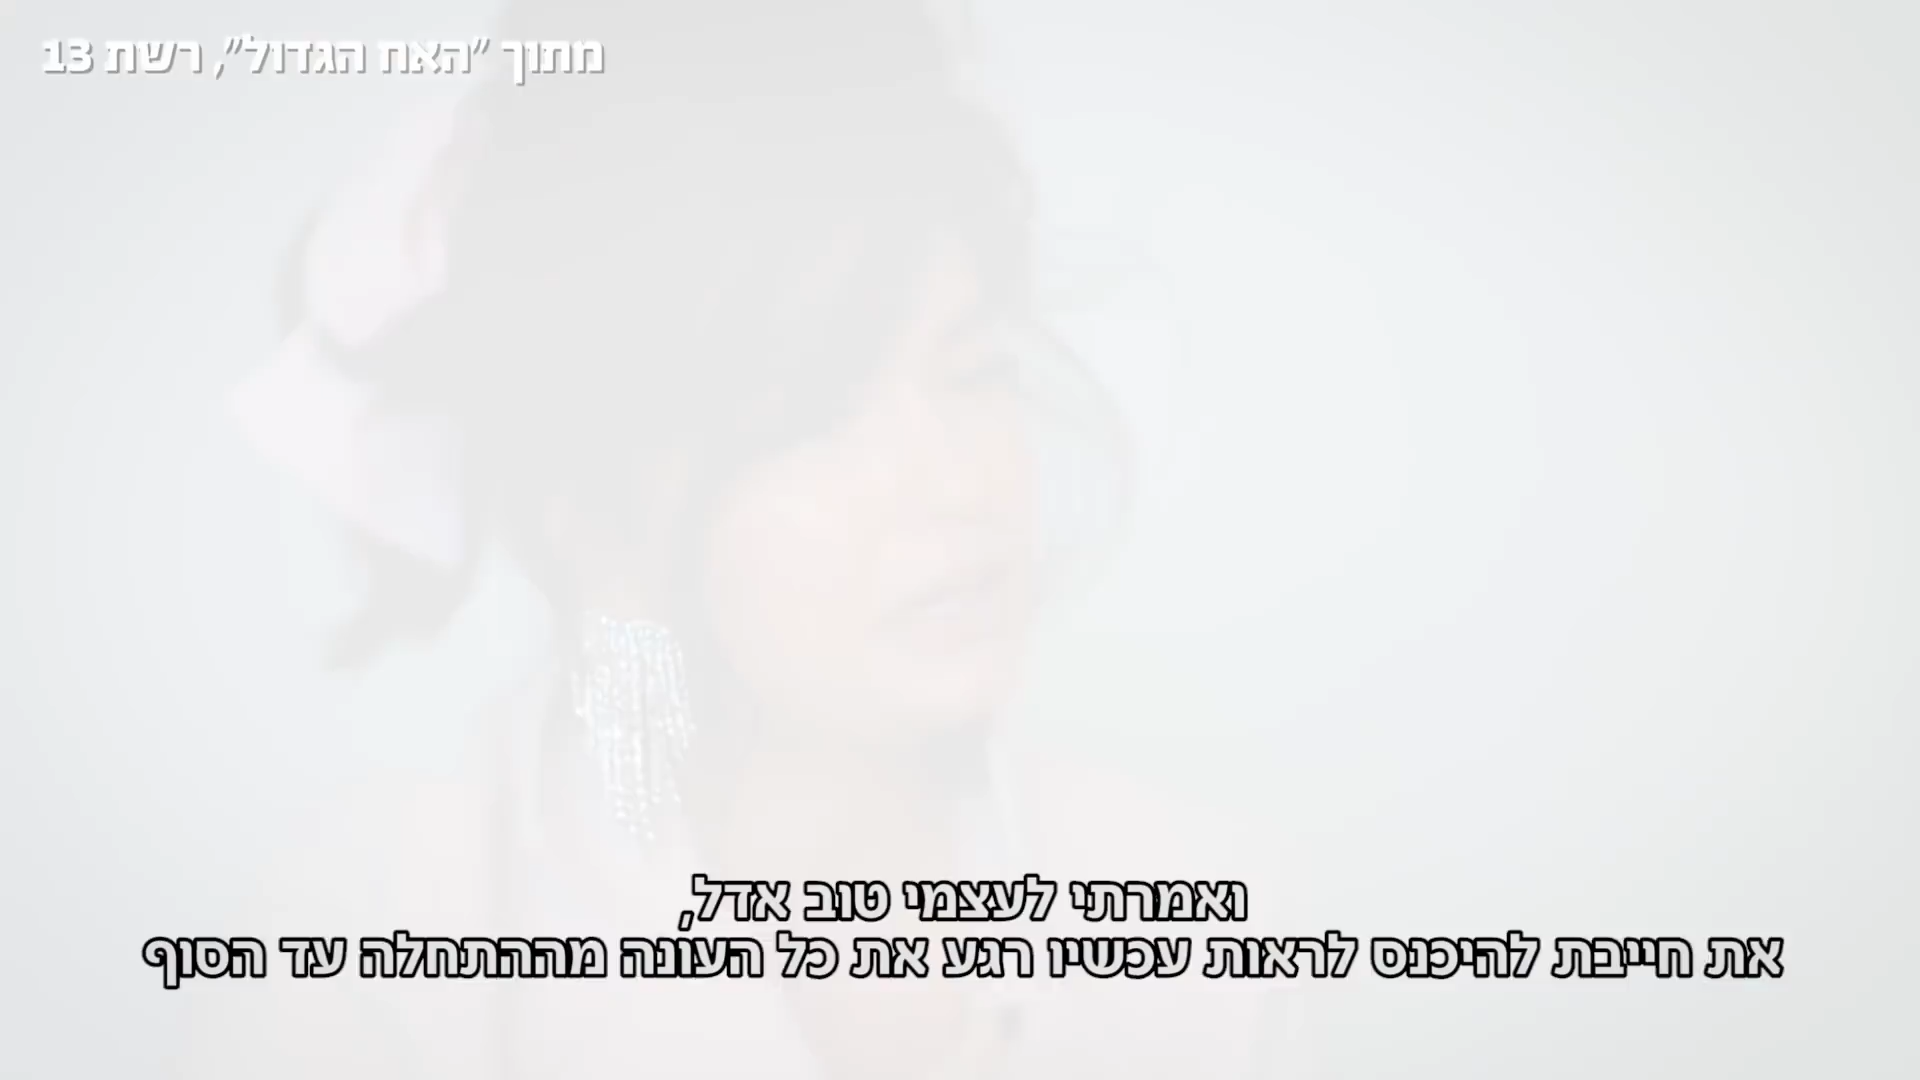 מתוך "האח הגדול", רשת 13
ואמרתי לעצמי טוב אדל,
את חייבת להיכנס לראות עכשיו רגע את כל העונה מההתחלה עד הסוף